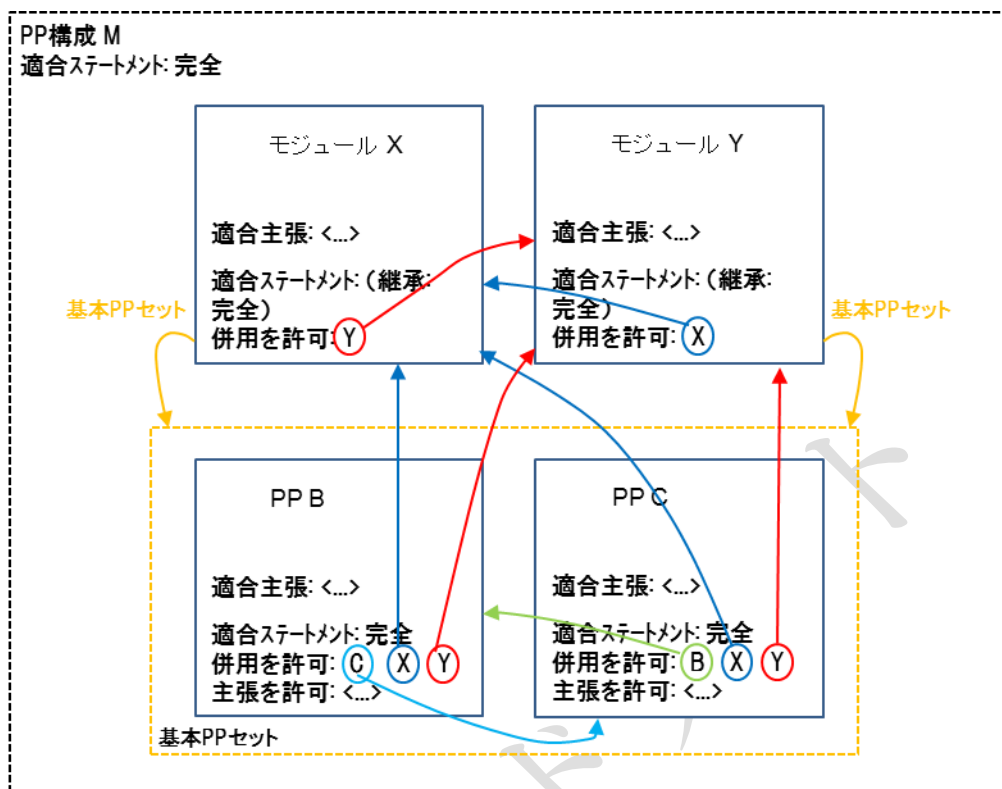 PP構成 M
適合ステートメント: 完全
モジュール X
モジュール Y
適合主張: <...>
適合主張: <...>
適合ステートメント: (継承:
完全)
併用を許可: Y
適合ステートメント: (継承:
完全)
併用を許可: X
基本PPセット
基本PPセット
PP B
PP C
適合主張: <...>
適合主張: <...>
適合ステートメント: 完全
併用を許可: C X Y
主張を許可: <...>
適合ステートメント: 完全
併用を許可: B X Y
主張を許可: <...>
基本PPセット